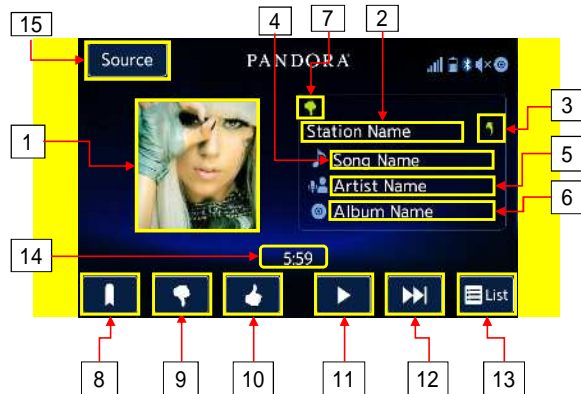 4
7
2
15
Source
PANDORA
3
Station Name
1
Song Name
5
Artist Name
6
Album Name
14
5:59
List
8
9
10
11
12
13